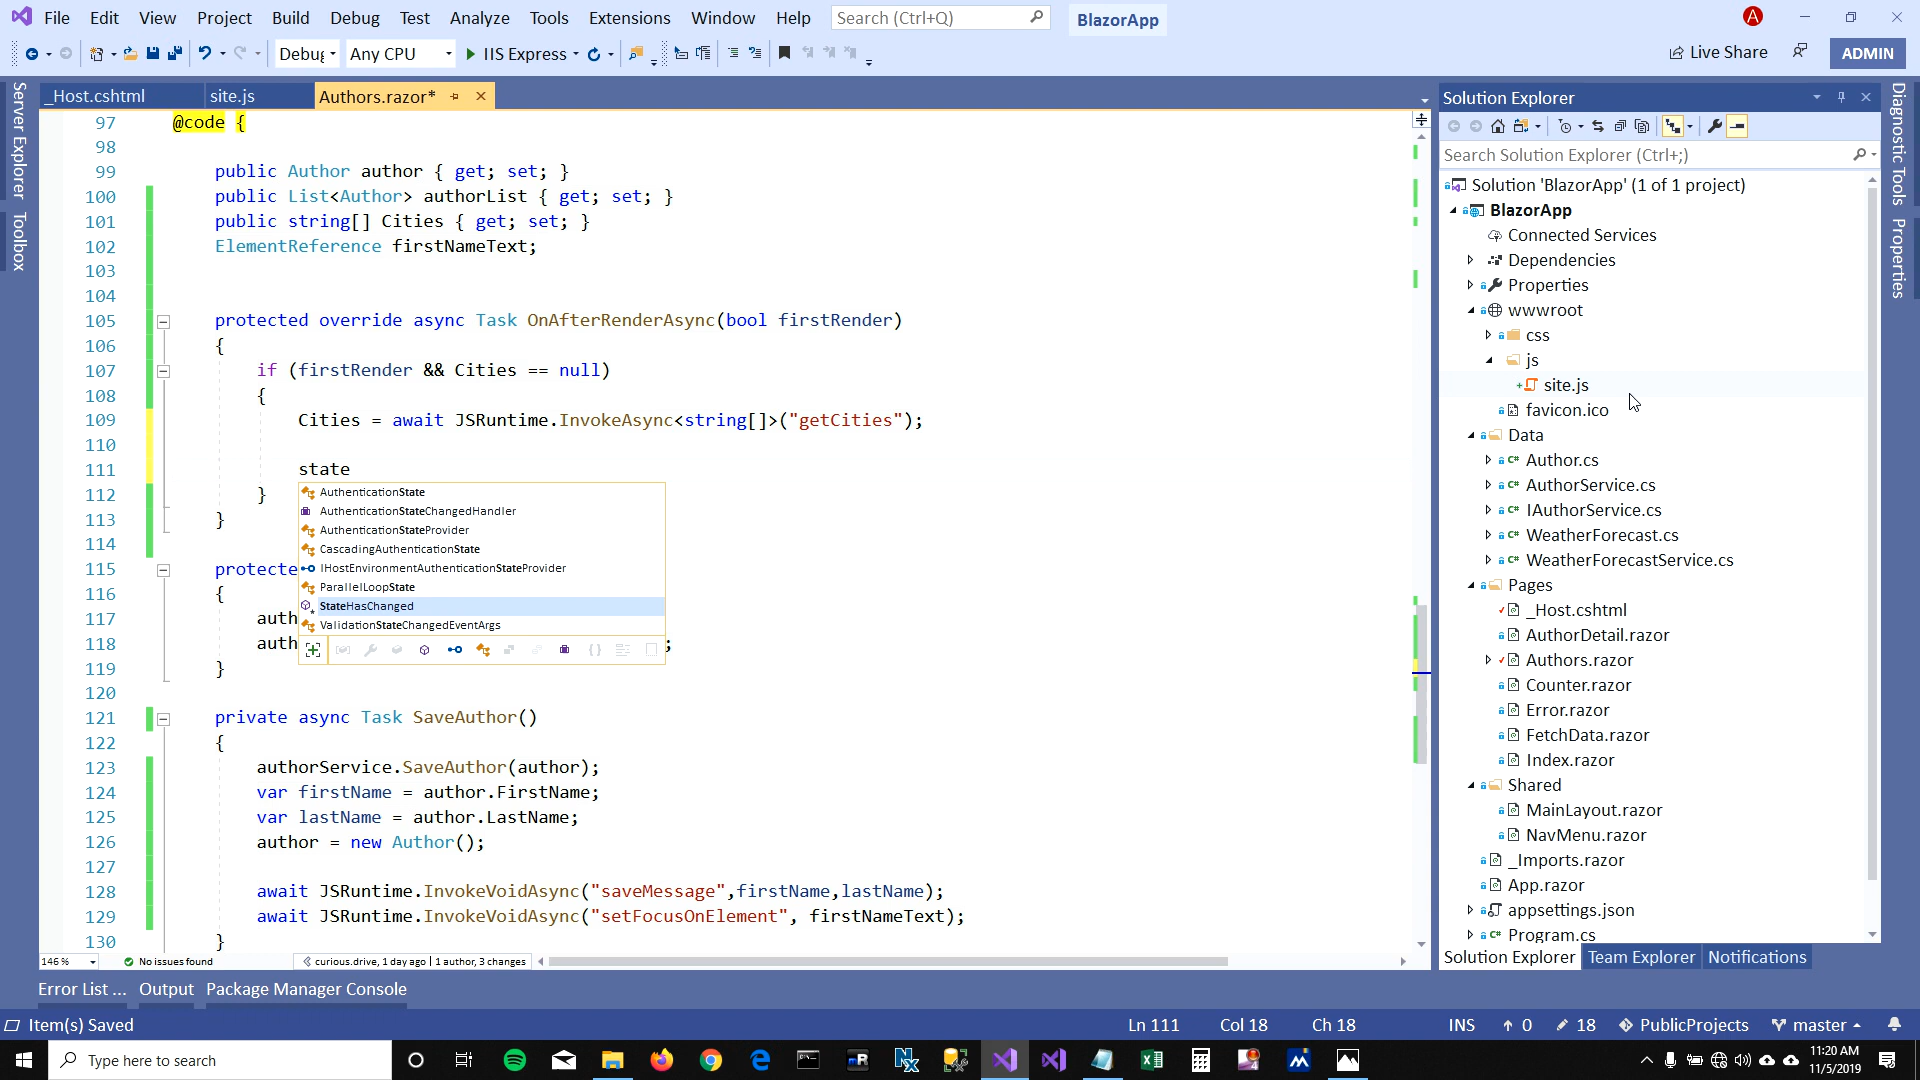 File Edit View Project Build Debug Test Analyze Tools Extensions Window Help Search (Ctrl+Q) BlazorApp A
Debug Any CPU IIS Express Live Share ADMIN
Server Explorer
Toolbox
_Host.cshtml site.js Authors.razor*
97 @code {
98
99 public Author author { get; set; }
100 public List<Author> authorList { get; set; }
101 public string[] Cities { get; set; }
102 ElementReference firstNameText;
103
104
105 protected override async Task OnAfterRenderAsync(bool firstRender)
106 {
107 if (firstRender && Cities == null)
108 {
109 Cities = await JSRuntime.InvokeAsync<string[]>("getCities");
110
111 state
112 }
113 }
114
115 protecte
116 {
117 auth
118 auth ;
119 }
120
121 private async Task SaveAuthor()
122 {
123 authorService.SaveAuthor(author);
124 var firstName = author.FirstName;
125 var lastName = author.LastName;
126 author = new Author();
127
128 await JSRuntime.InvokeVoidAsync("saveMessage",firstName,lastName);
129 await JSRuntime.InvokeVoidAsync("setFocusOnElement", firstNameText);
130 }
AuthenticationState
AuthenticationStateChangedHandler
AuthenticationStateProvider
CascadingAuthenticationState
IHostEnvironmentAuthenticationStateProvider
ParallelLoopState
StateHasChanged
ValidationStateChangedEventArgs
146 % No issues found curious.drive, 1 day ago | 1 author, 3 changes
Solution Explorer
Search Solution Explorer (Ctrl+;)
Solution 'BlazorApp' (1 of 1 project)
BlazorApp
Connected Services
Dependencies
Properties
wwwroot
css
js
site.js
favicon.ico
Data
Author.cs
AuthorService.cs
IAuthorService.cs
WeatherForecast.cs
WeatherForecastService.cs
Pages
_Host.cshtml
AuthorDetail.razor
Authors.razor
Counter.razor
Error.razor
FetchData.razor
Index.razor
Shared
MainLayout.razor
NavMenu.razor
_Imports.razor
App.razor
appsettings.json
Program.cs
Solution Explorer Team Explorer Notifications
Diagnostic Tools
Properties
Error List ... Output Package Manager Console
Item(s) Saved Ln 111 Col 18 Ch 18 INS 0 18 PublicProjects master
Type here to search
11:20 AM
11/5/2019